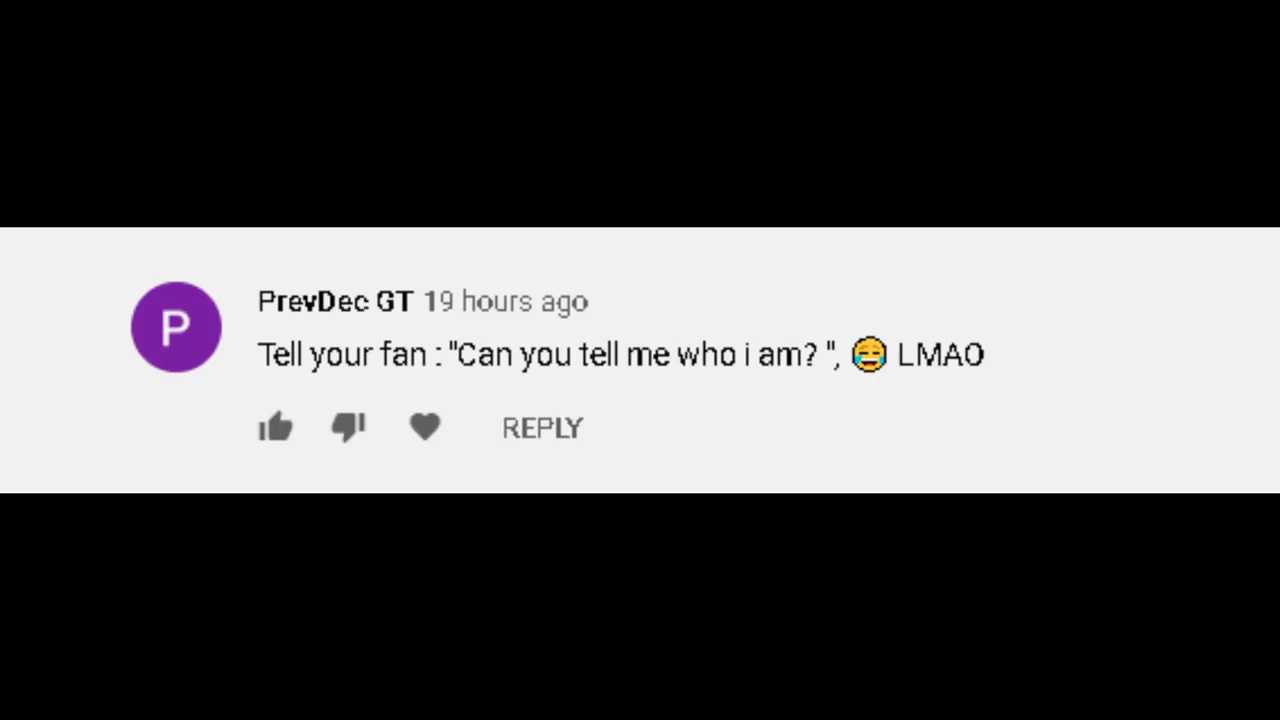 P
PrevDec GT 19 hours ago
Tell your fan : "Can you tell me who i am? ", 😂 LMAO
REPLY